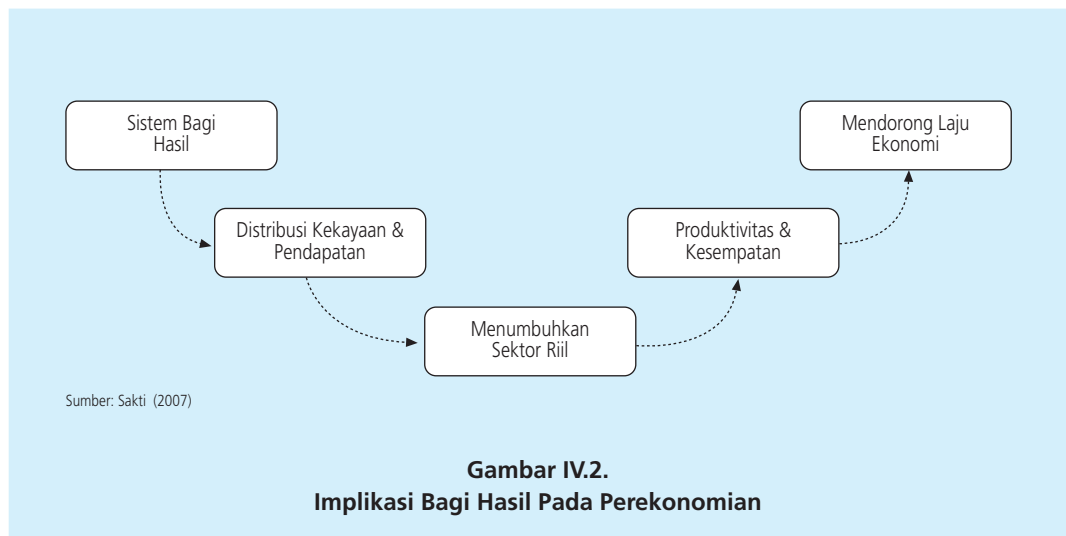 Sistem Bagi
Hasil
Distribusi Kekayaan &
Pendapatan
Menumbuhkan
Sektor Riil
Produktivitas &
Kesempatan
Mendorong Laju
Ekonomi
Sumber: Sakti (2007)
Gambar IV.2.
Implikasi Bagi Hasil Pada Perekonomian